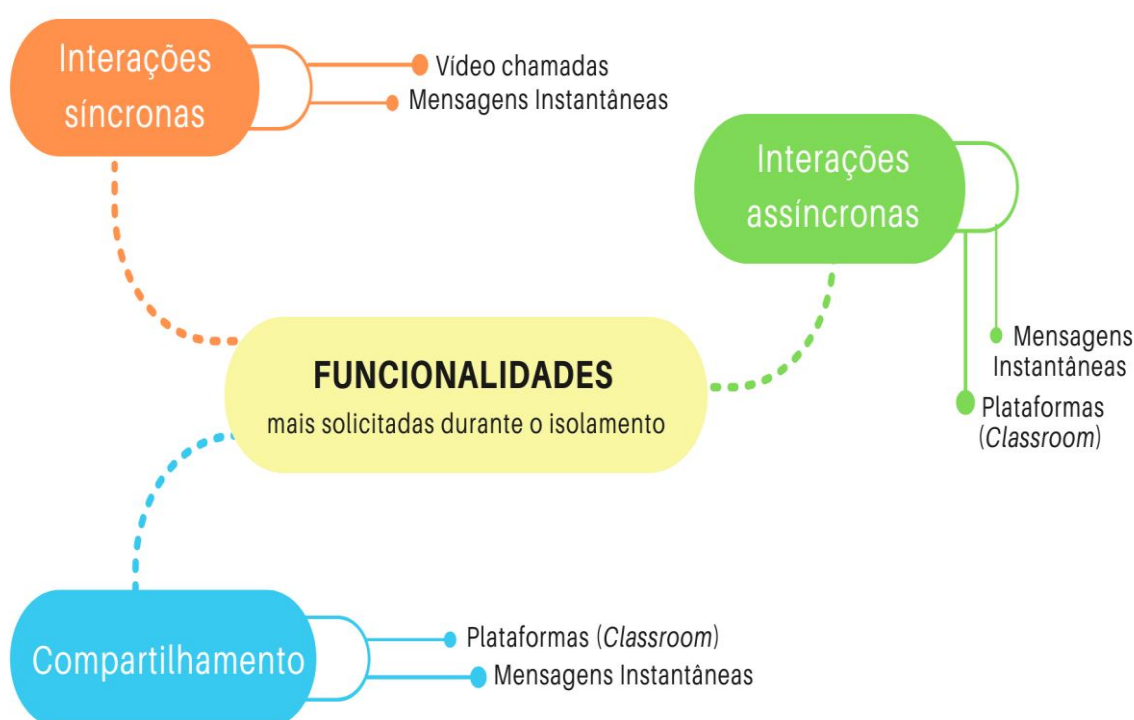 Interações
síncronas
Vídeo chamadas
Mensagens Instantâneas
Interações
assíncronas
Mensagens
Instantâneas
Plataformas
(Classroom)
FUNCIONALIDADES
mais solicitadas durante o isolamento
Compartilhamento
Plataformas (Classroom)
Mensagens Instantâneas